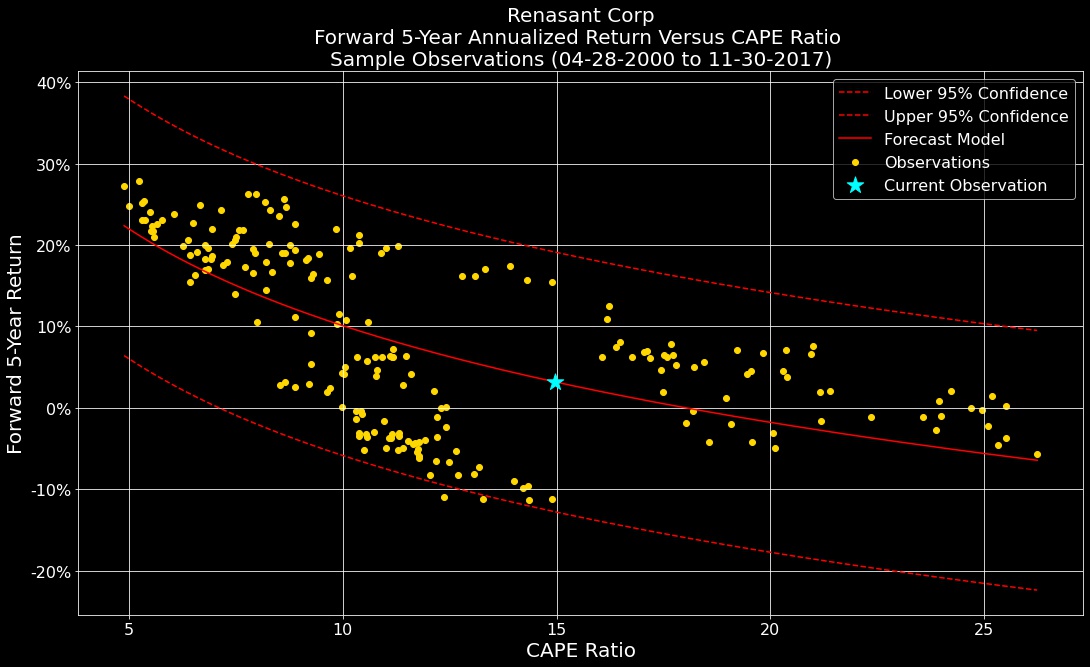 Renasant Corp
Forward 5-Year Annualized Return Versus CAPE Ratio
Sample Observations (04-28-2000 to 11-30-2017)
Lower 95% Confidence
Upper 95% Confidence
Forecast Model
Observations
Current Observation
Forward 5-Year Return
40%
30%
20%
10%
0%
-10%
-20%
5
10
15
20
25
CAPE Ratio